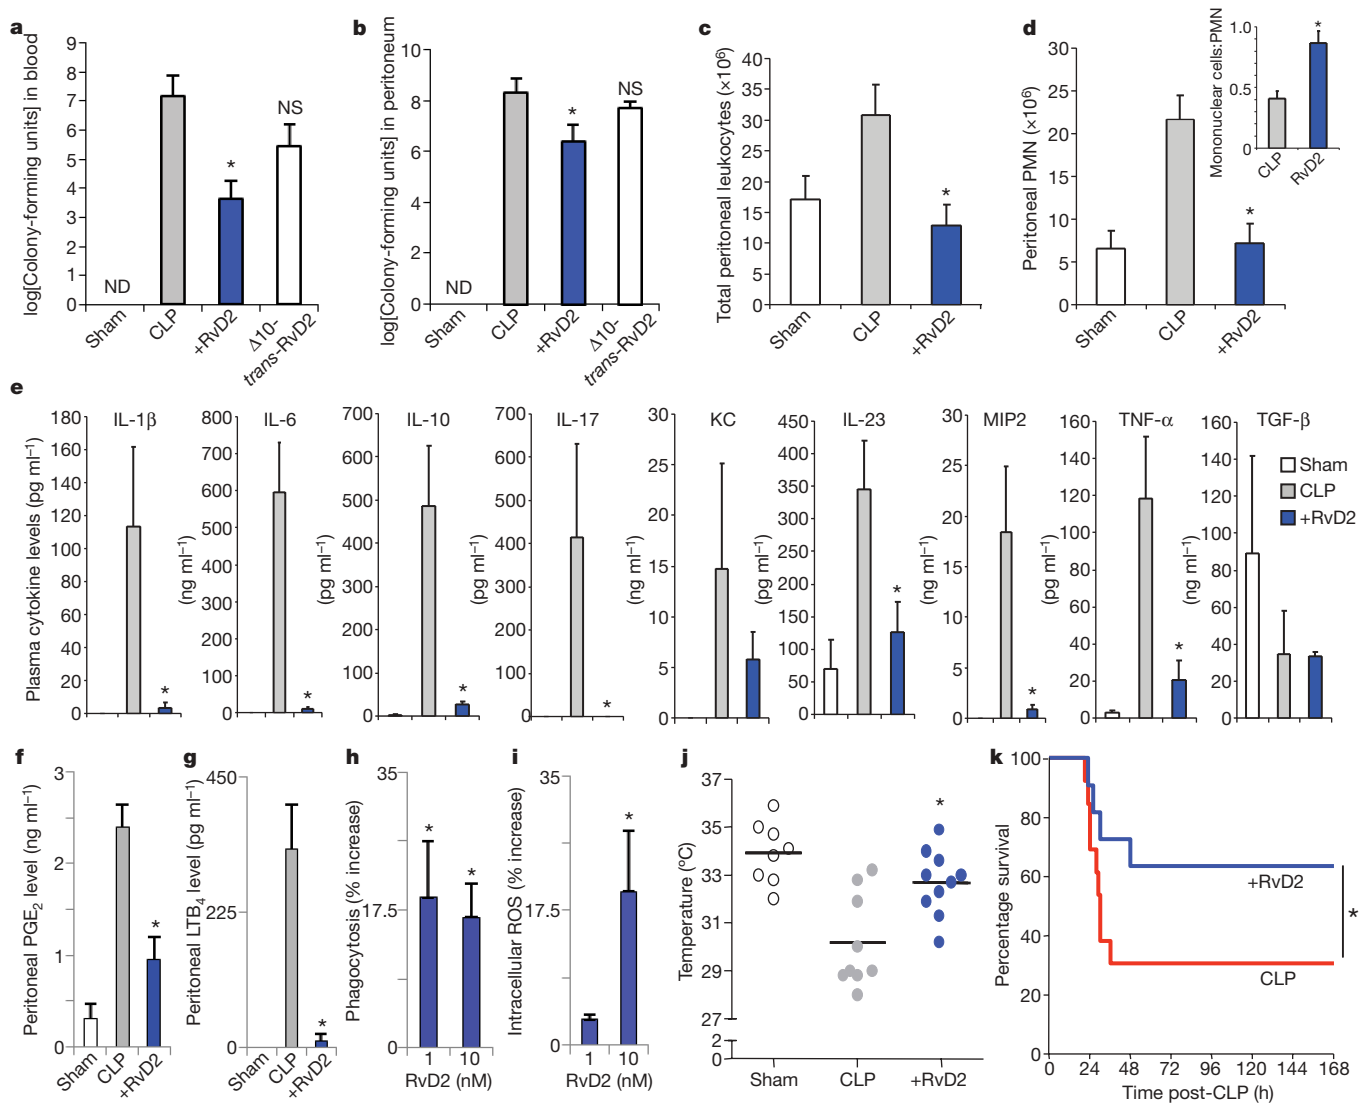 a
log[Colony-forming units] in blood
9
8
7
6
5
4
3
2
1
0
ND
*
NS
Sham
CLP
+RvD2
Δ10-
trans-RvD2
b
log[Colony-forming units] in peritoneum
10
8
6
4
2
0
ND
*
NS
Sham
CLP
+RvD2
Δ10-
trans-RvD2
c
Total peritoneal leukocytes (×10⁶)
40
35
30
25
20
15
10
5
0
*
Sham
CLP
+RvD2
d
Peritoneal PMN (×10⁶)
30
25
20
15
10
5
0
*
Sham
CLP
+RvD2
Mononuclear cells:PMN
1.0
0.5
0
*
CLP
RvD2
e
Plasma cytokine levels (pg ml⁻¹)
IL-1β
180
160
140
120
110
80
60
40
20
0
*
(ng ml⁻¹)
IL-6
800
700
600
500
400
300
200
100
0
*
(pg ml⁻¹)
IL-10
700
600
500
400
300
200
100
0
*
(pg ml⁻¹)
IL-17
700
600
500
400
300
200
100
0
*
(ng ml⁻¹)
KC
30
25
20
15
10
5
0
(pg ml⁻¹)
IL-23
450
400
350
300
250
200
150
100
50
0
*
(ng ml⁻¹)
MIP2
30
25
20
15
10
5
0
*
(pg ml⁻¹)
TNF-α
160
140
120
100
80
60
40
20
0
*
(ng ml⁻¹)
TGF-β
160
140
120
100
80
60
40
20
0
Sham
CLP
+RvD2
f
Peritoneal PGE₂ level (ng ml⁻¹)
3
2
1
0
*
Sham
CLP
+RvD2
g
Peritoneal LTB₄ level (pg ml⁻¹)
450
225
0
*
Sham
CLP
+RvD2
h
Phagocytosis (% increase)
35
17.5
0
*
*
1
10
RvD2 (nM)
i
Intracellular ROS (% increase)
35
17.5
0
*
1
10
RvD2 (nM)
j
Temperature (°C)
37
35
33
31
29
27
2
0
*
Sham
CLP
+RvD2
k
Percentage survival
100
80
60
40
20
0
+RvD2
CLP
*
0 24 48 72 96 120 144 168
Time post-CLP (h)